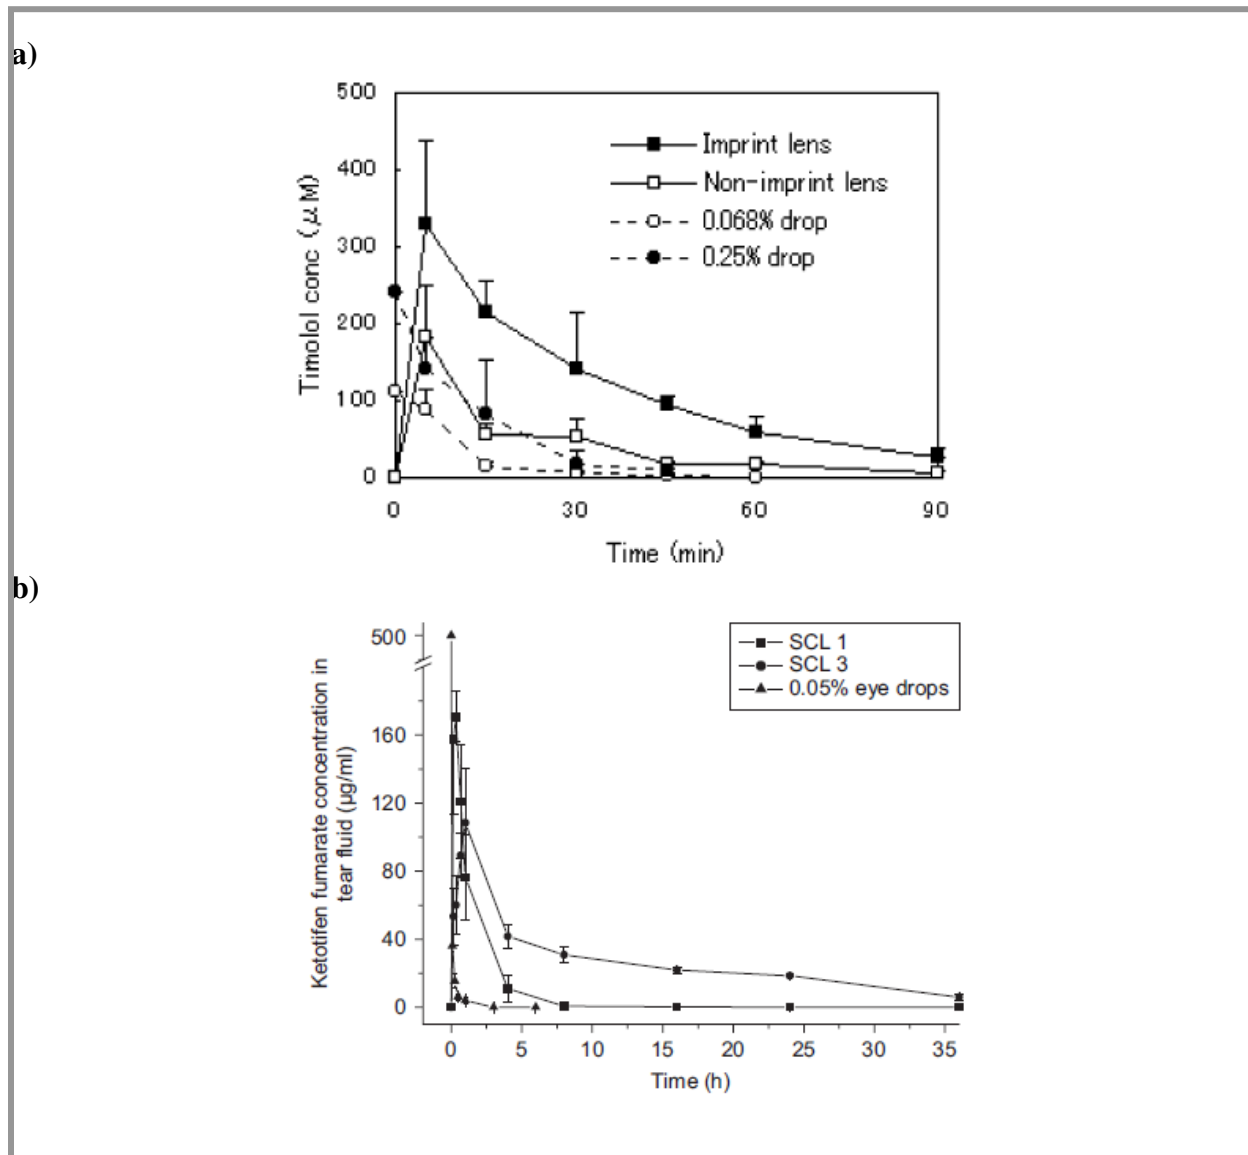 a)
500
400
300
200
100
0
Timolol conc (μM)
Imprint lens
Non-imprint lens
0.068% drop
0.25% drop
0 30 60 90
Time (min)
b)
500
160
120
80
40
0
Ketotifen fumarate concentration in
tear fluid (μg/ml)
SCL 1
SCL 3
0.05% eye drops
0 5 10 15 20 25 30 35
Time (h)